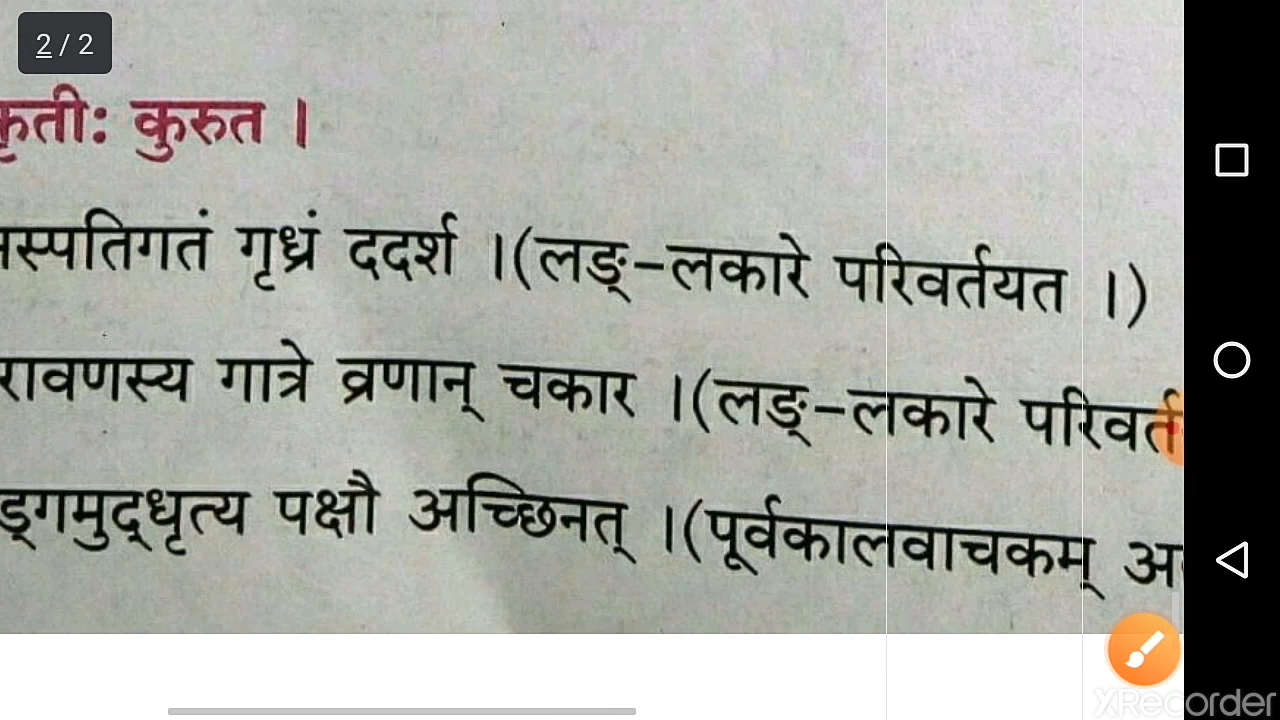 2 / 2
कृतीः कुरुत ।
स्पतिगतं गृध्रं ददर्श ।(लङ्-लकारे परिवर्तयत ।)
रावणस्य गात्रे व्रणान् चकार ।(लङ्-लकारे परिवर्त
ड्गमुद्धृत्य पक्षौ अच्छिनत् ।(पूर्वकालवाचकम् अ
XRecorder